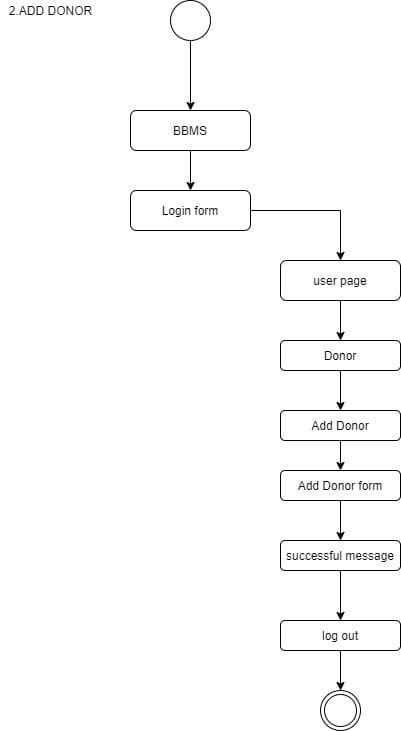 2.ADD DONOR
BBMS
Login form
user page
Donor
Add Donor
Add Donor form
successful message
log out